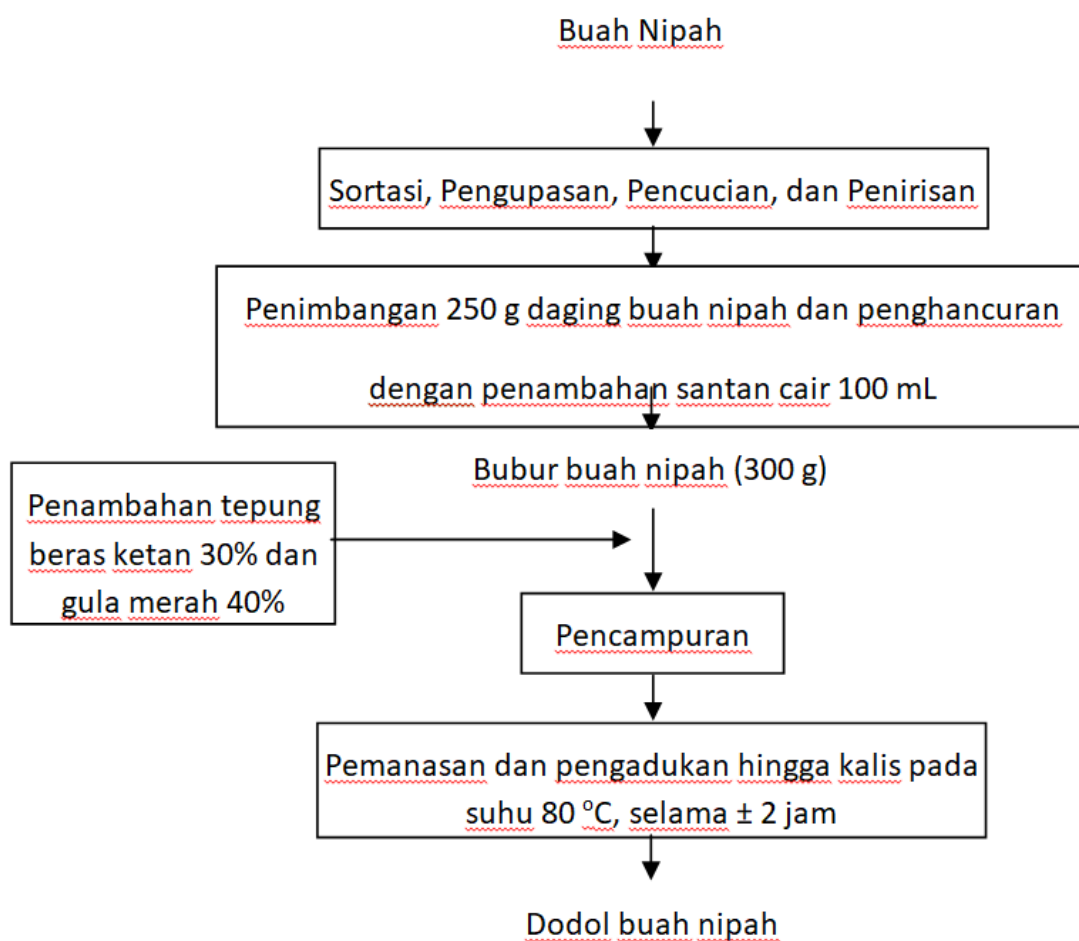 Buah Nipah
Sortasi, Pengupasan, Pencucian, dan Penirisan
Penimbangan 250 g daging buah nipah dan penghancuran
dengan penambahan santan cair 100 mL
Bubur buah nipah (300 g)
Penambahan tepung
beras ketan 30% dan
gula merah 40%
Pencampuran
Pemanasan dan pengadukan hingga kalis pada
suhu 80 °C, selama ± 2 jam
Dodol buah nipah